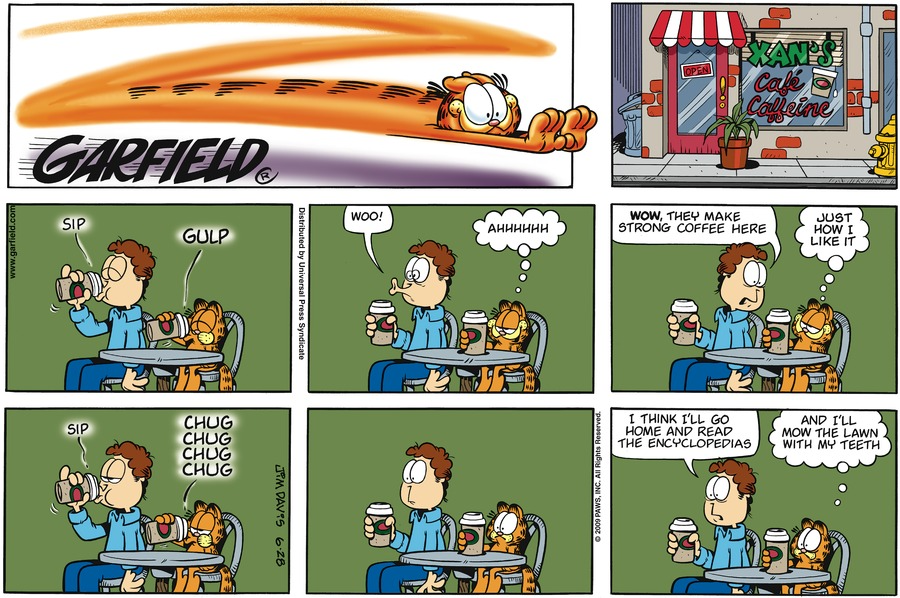 GARFIELD®
OPEN
XAN'S
Café
Caffeine
www.garfield.com
SIP
GULP
Distributed by Universal Press Syndicate
WOO!
AHHHHHH
WOW, THEY MAKE
STRONG COFFEE HERE
JUST
HOW I
LIKE IT
SIP
CHUG
CHUG
CHUG
CHUG
JIM DAVIS 6-28
© 2009 PAWS, INC. All Rights Reserved.
I THINK I'LL GO
HOME AND READ
THE ENCYCLOPEDIAS
AND I'LL
MOW THE LAWN
WITH MY TEETH